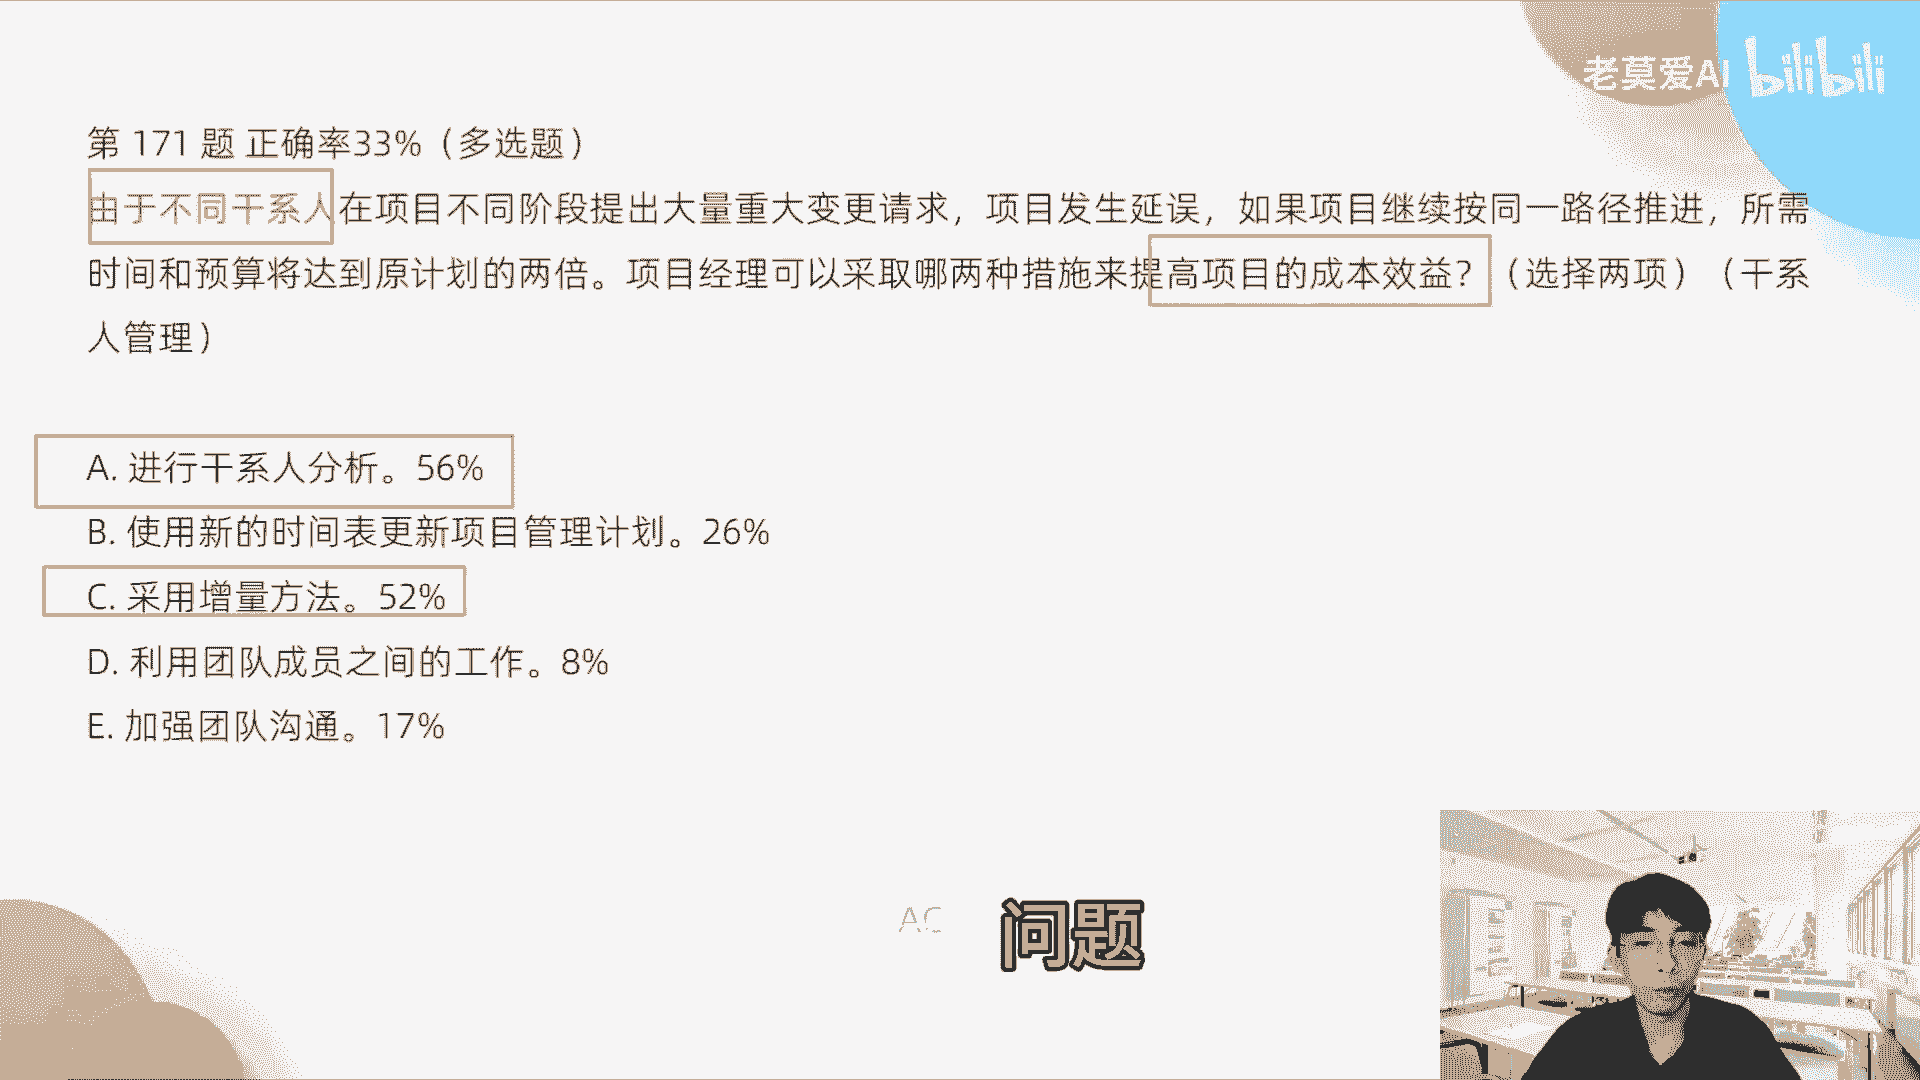 老莫爱AI bilibili
第 171 题 正确率33%（多选题）
由于不同干系人在项目不同阶段提出大量重大变更请求，项目发生延误，如果项目继续按同一路径推进，所需
时间和预算将达到原计划的两倍。项目经理可以采取哪两种措施来提高项目的成本效益？（选择两项）（干系
人管理）
A. 进行干系人分析。56%
B. 使用新的时间表更新项目管理计划。26%
C. 采用增量方法。52%
D. 利用团队成员之间的工作。8%
E. 加强团队沟通。17%
AC
问题